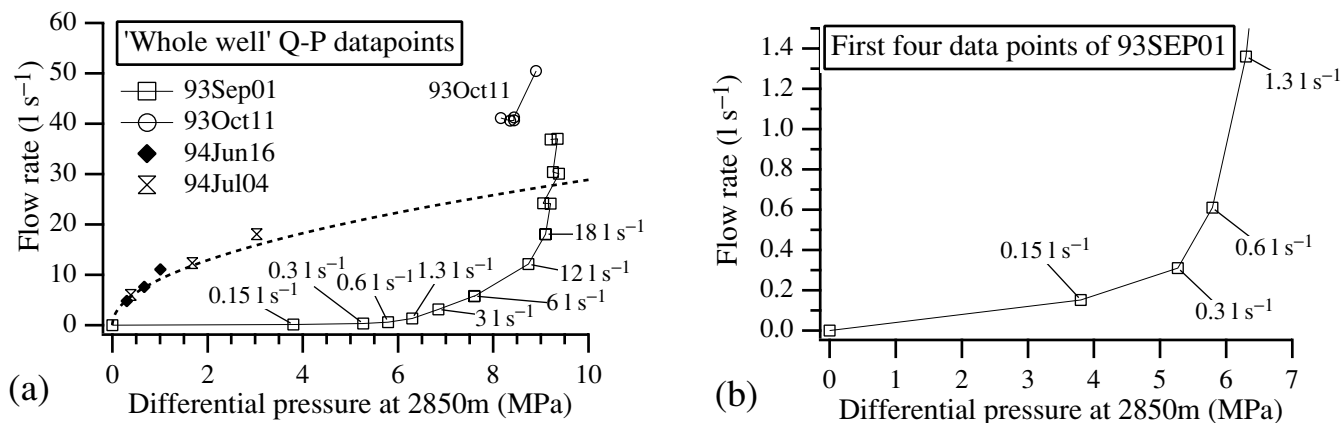 'Whole well' Q-P datapoints
93Sep01
93Oct11
94Jun16
94Jul04
93Oct11
60
50
40
30
20
10
0
Flow rate (l s⁻¹)
0.15 l s⁻¹
0.3 l s⁻¹
0.6 l s⁻¹
1.3 l s⁻¹
3 l s⁻¹
6 l s⁻¹
12 l s⁻¹
18 l s⁻¹
0 2 4 6 8 10
Differential pressure at 2850m (MPa)
(a)
First four data points of 93SEP01
1.4
1.2
1.0
0.8
0.6
0.4
0.2
0.0
Flow rate (l s⁻¹)
0.15 l s⁻¹
0.3 l s⁻¹
0.6 l s⁻¹
1.3 l s⁻¹
0 1 2 3 4 5 6 7
Differential pressure at 2850m (MPa)
(b)